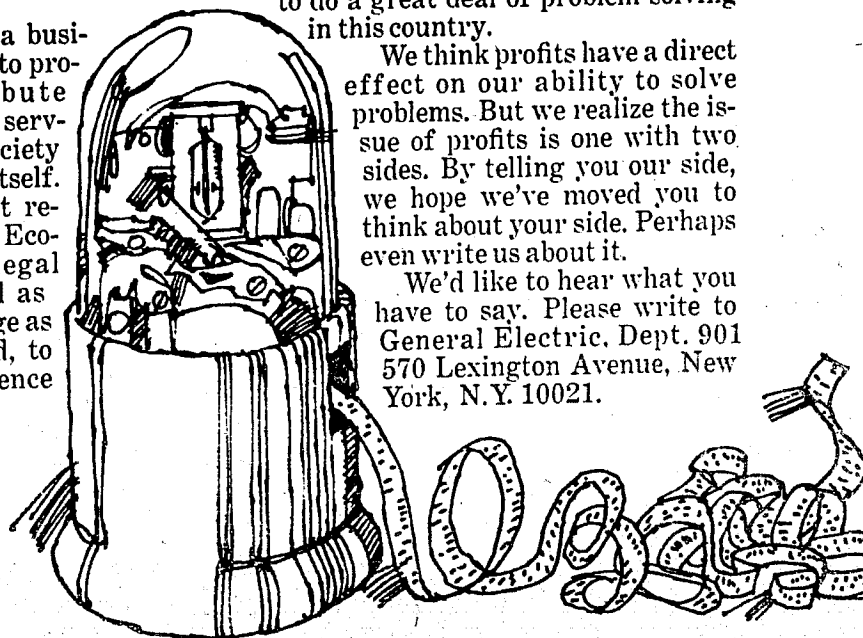 a busi-
to pro-
bute
serv-
ciety
tself.
t re-
Eco-
egal
l as
ge as
d, to
ence
to do a great deal of problem solving
in this country.
We think profits have a direct
effect on our ability to solve
problems. But we realize the is-
sue of profits is one with two
sides. By telling you our side,
we hope we've moved you to
think about your side. Perhaps
even write us about it.
We'd like to hear what you
have to say. Please write to
General Electric, Dept. 901
570 Lexington Avenue, New
York, N.Y. 10021.